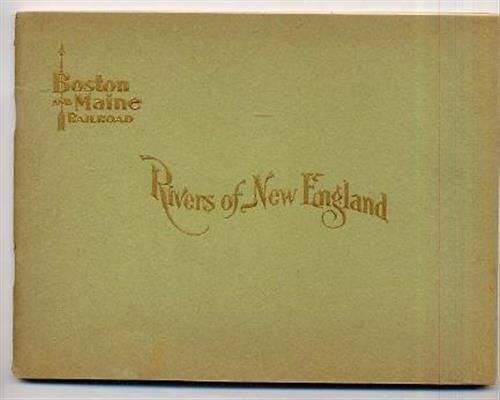 Boston
AND Maine
RAILROAD
Rivers of New England